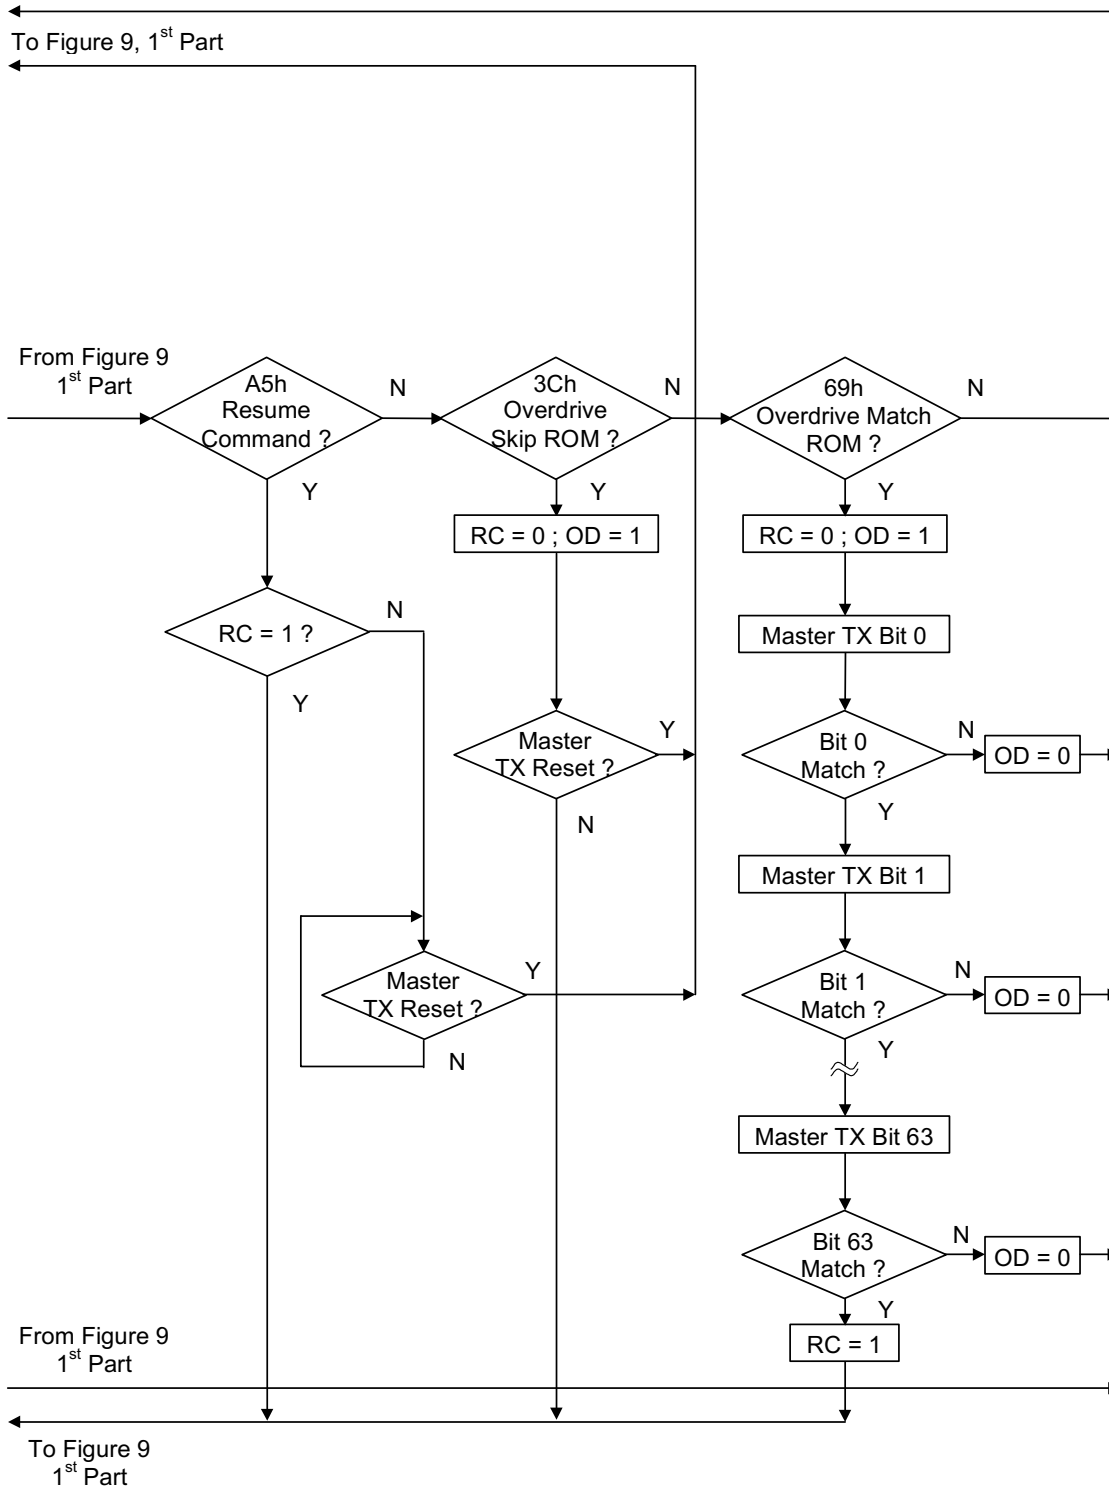 To Figure 9, 1st Part
From Figure 9
1st Part
A5h
Resume
Command ?
N
Y
3Ch
Overdrive
Skip ROM ?
N
Y
69h
Overdrive Match
ROM ?
N
Y
RC = 0 ; OD = 1
RC = 0 ; OD = 1
RC = 1 ?
N
Y
Master TX Bit 0
Master
TX Reset ?
Y
N
Bit 0
Match ?
N
OD = 0
Y
Master TX Bit 1
Master
TX Reset ?
Y
N
Bit 1
Match ?
N
OD = 0
Y
Master TX Bit 63
Bit 63
Match ?
N
OD = 0
Y
RC = 1
From Figure 9
1st Part
To Figure 9
1st Part